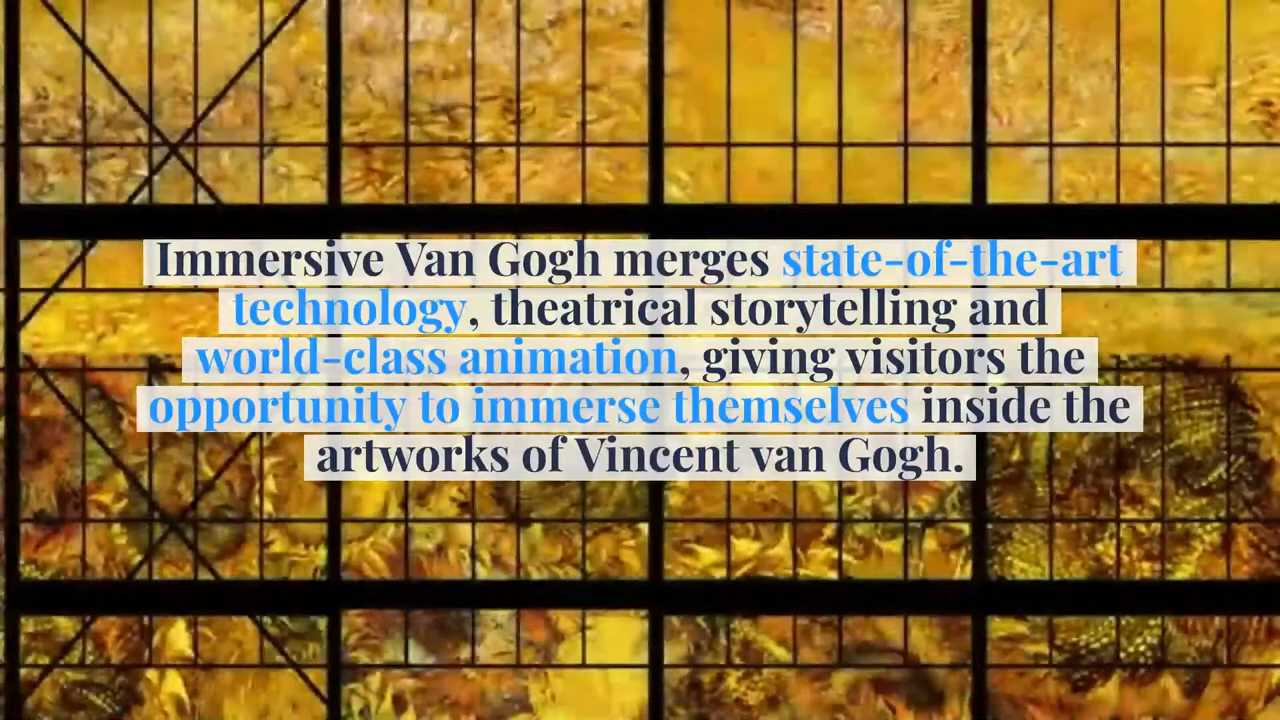 Immersive Van Gogh merges state-of-the-art
technology, theatrical storytelling and
world-class animation, giving visitors the
opportunity to immerse themselves inside the
artworks of Vincent van Gogh.